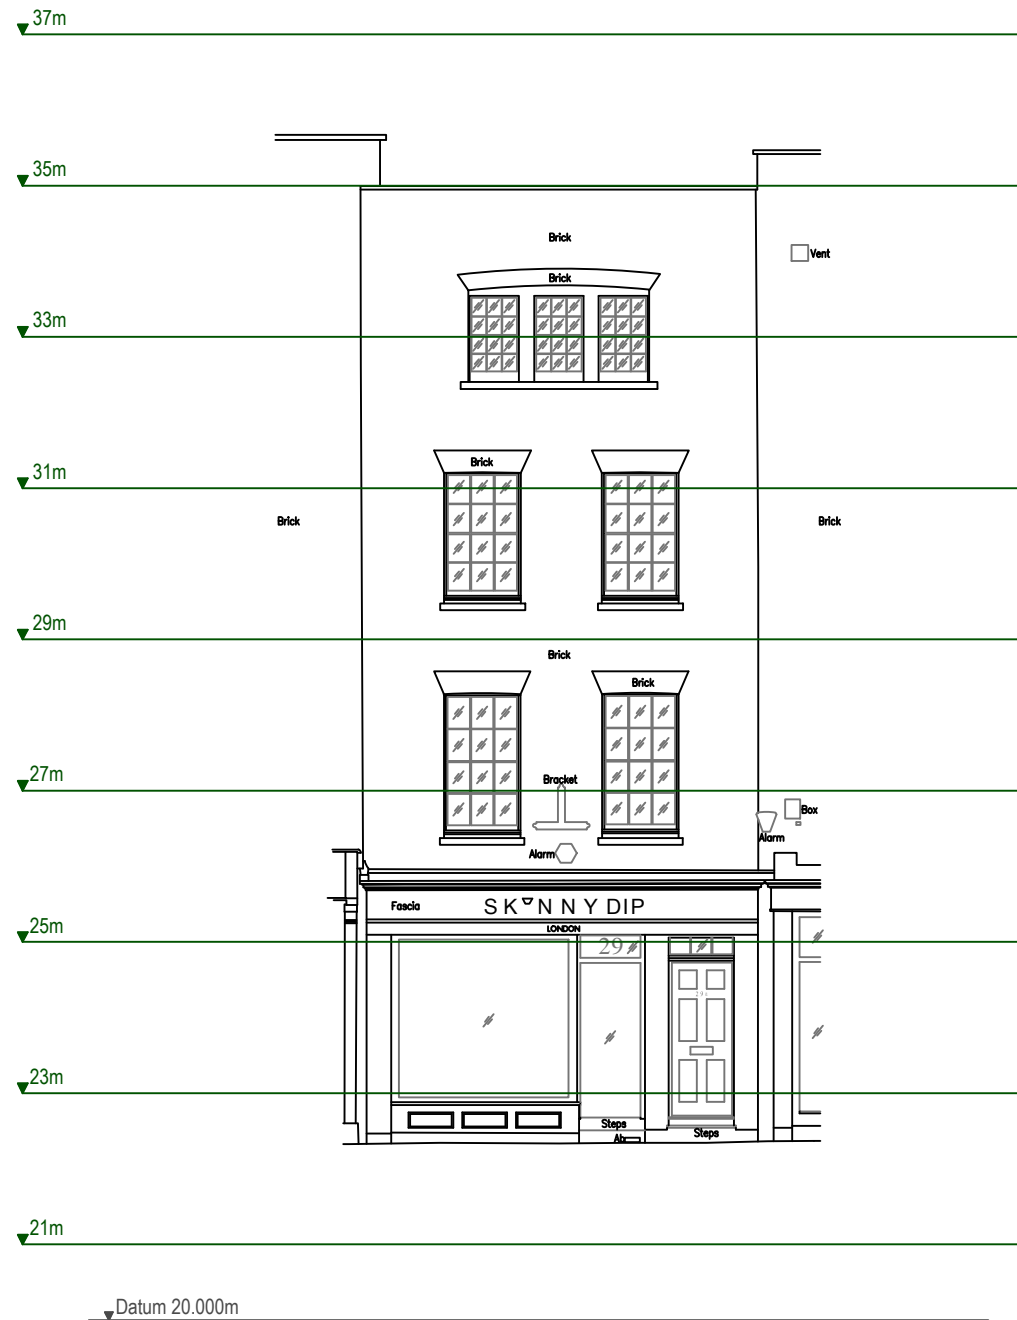 37m
35m
Brick
Vent
Brick
33m
31m
Brick
Brick
Brick
29m
Brick
Brick
27m
Bracket
Box
Alarm
Alarm
Fascia
SK NNY DIP
LONDON
25m
29
23m
Steps
Steps
21m
Datum 20.000m